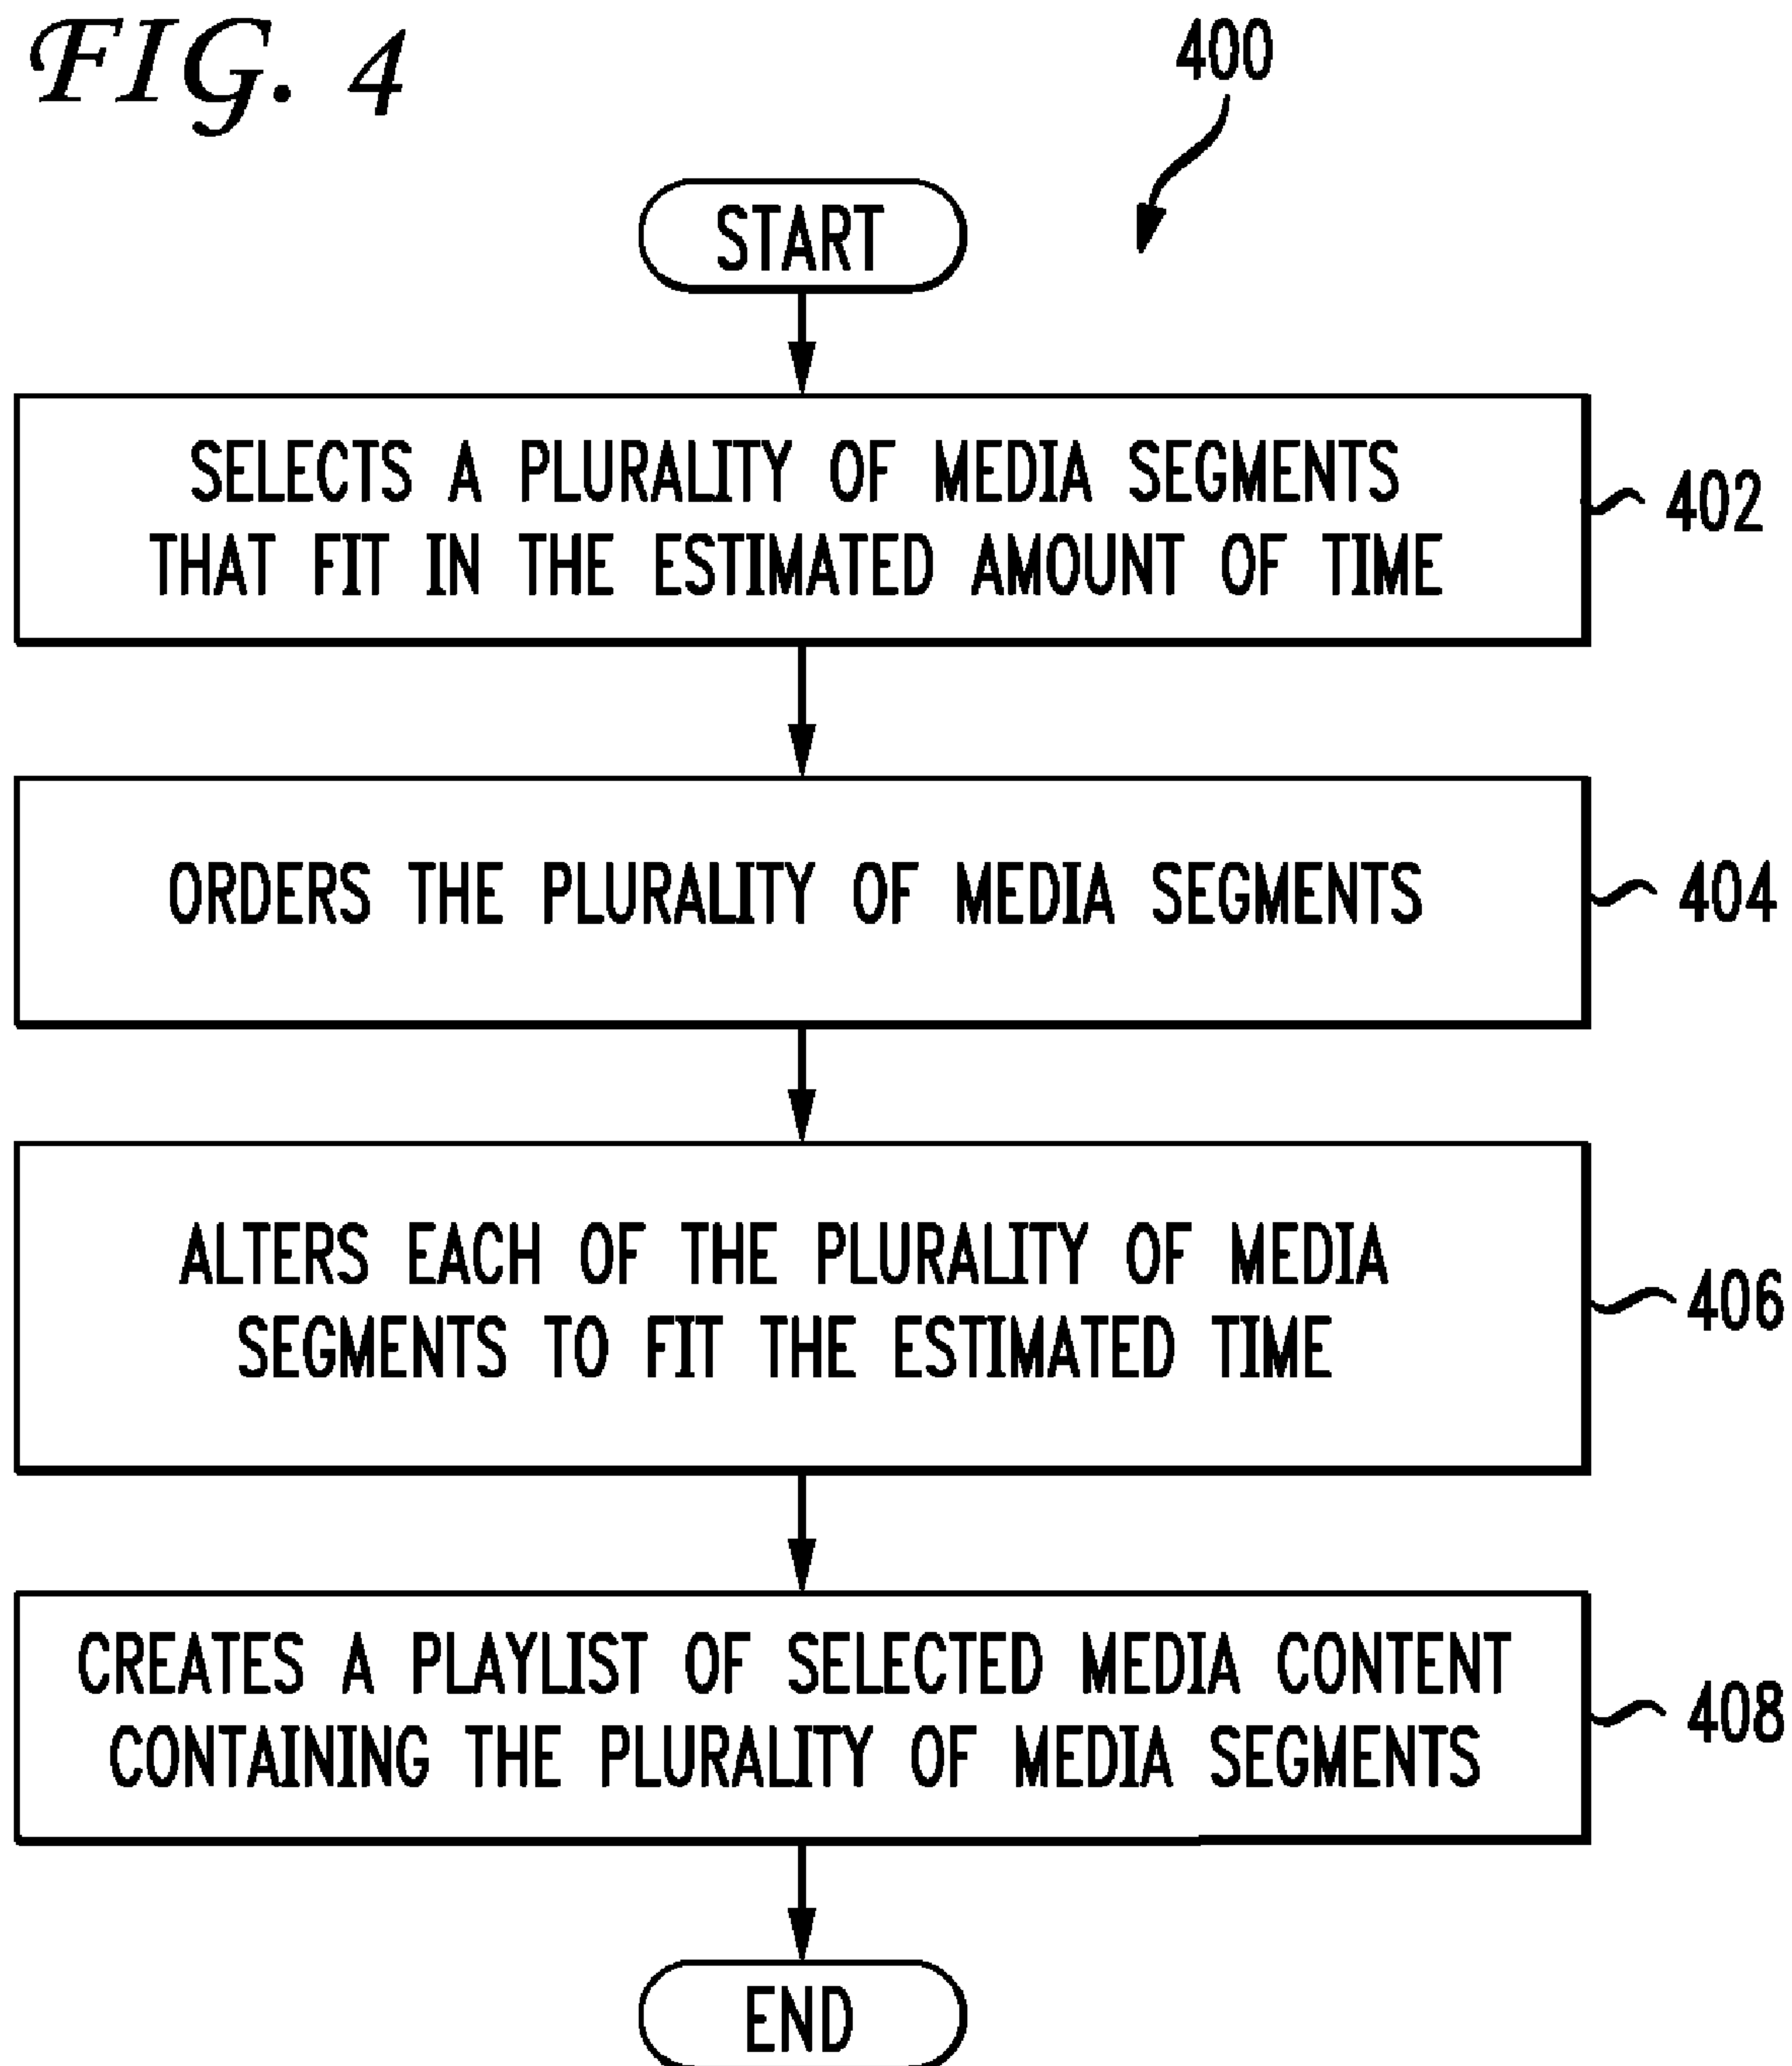 FIG. 4
400
START
SELECTS A PLURALITY OF MEDIA SEGMENTS
THAT FIT IN THE ESTIMATED AMOUNT OF TIME
402
ORDERS THE PLURALITY OF MEDIA SEGMENTS
404
ALTERS EACH OF THE PLURALITY OF MEDIA
SEGMENTS TO FIT THE ESTIMATED TIME
406
CREATES A PLAYLIST OF SELECTED MEDIA CONTENT
CONTAINING THE PLURALITY OF MEDIA SEGMENTS
408
END